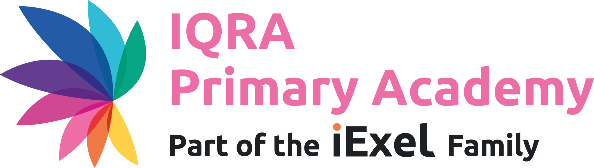 IQRA
Primary Academy
Part of the iExel Family